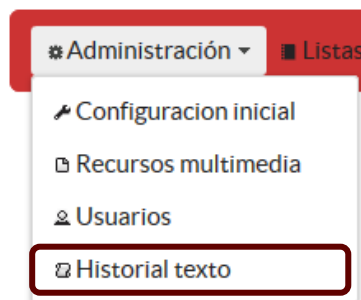 Administración Listas
Configuracion inicial
Recursos multimedia
Usuarios
Historial texto